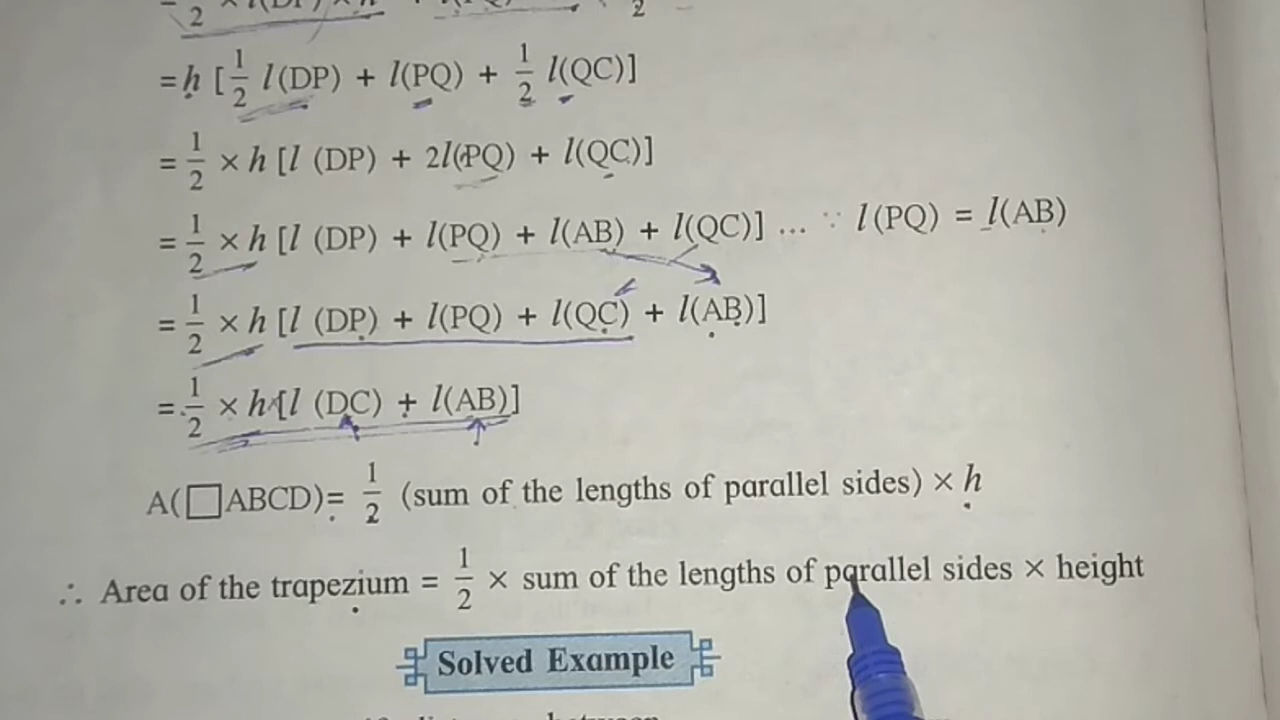 = h [1/2 l(DP) + l(PQ) + 1/2 l(QC)]
= 1/2 × h [l (DP) + 2l(PQ) + l(QC)]
= 1/2 × h [l (DP) + l(PQ) + l(AB) + l(QC)] ... ∵ l(PQ) = l(AB)
= 1/2 × h [l (DP) + l(PQ) + l(QC) + l(AB)]
= 1/2 × h [l (DC) + l(AB)]
A(□ABCD)= 1/2 (sum of the lengths of parallel sides) × h
∴ Area of the trapezium = 1/2 × sum of the lengths of parallel sides × height
Solved Example
between